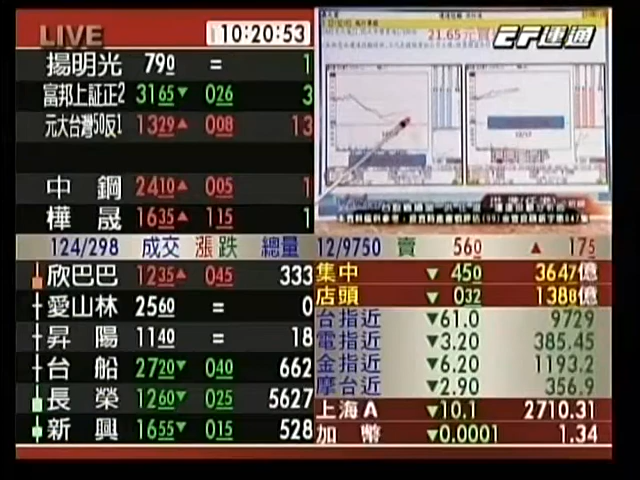 LIVE 10:20:53
揚明光 790 = 1
富邦上証正2 3165▼ 026 3
元大台灣50反1 1329▲ 008 13
中鋼 2410▲ 005 1
樺晟 1635▲ 115 1
124/298 成交 漲跌 總量
欣巴巴 1235▲ 045 333
愛山林 2560 = 0
昇陽 1140 = 18
台船 2720▼ 040 662
長榮 1260▼ 025 5627
新興 1655▼ 015 528
21.65元買
運通
12/9750 賣 560 ▲ 175
集中 ▼ 450 3647億
店頭 ▼ 032 1388億
台指近 ▼61.0 9729
電指近 ▼3.20 385.45
金指近 ▼6.20 1193.2
摩台近 ▼2.90 356.9
上海A ▼10.1 2710.31
加幣 ▼0.0001 1.34